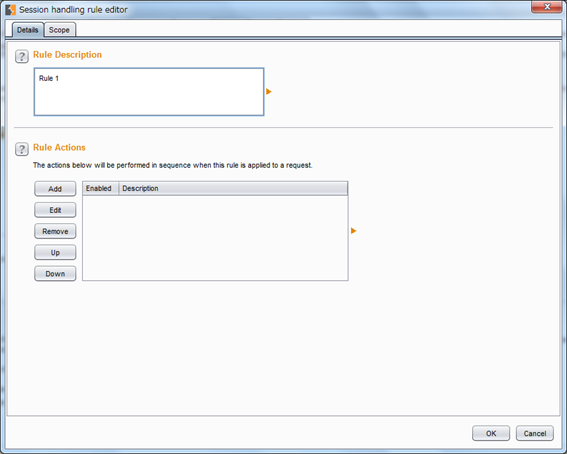 Session handling rule editor
Details Scope
? Rule Description
Rule 1
? Rule Actions
The actions below will be performed in sequence when this rule is applied to a request.
Add Enabled Description
Edit
Remove
Up
Down
OK Cancel